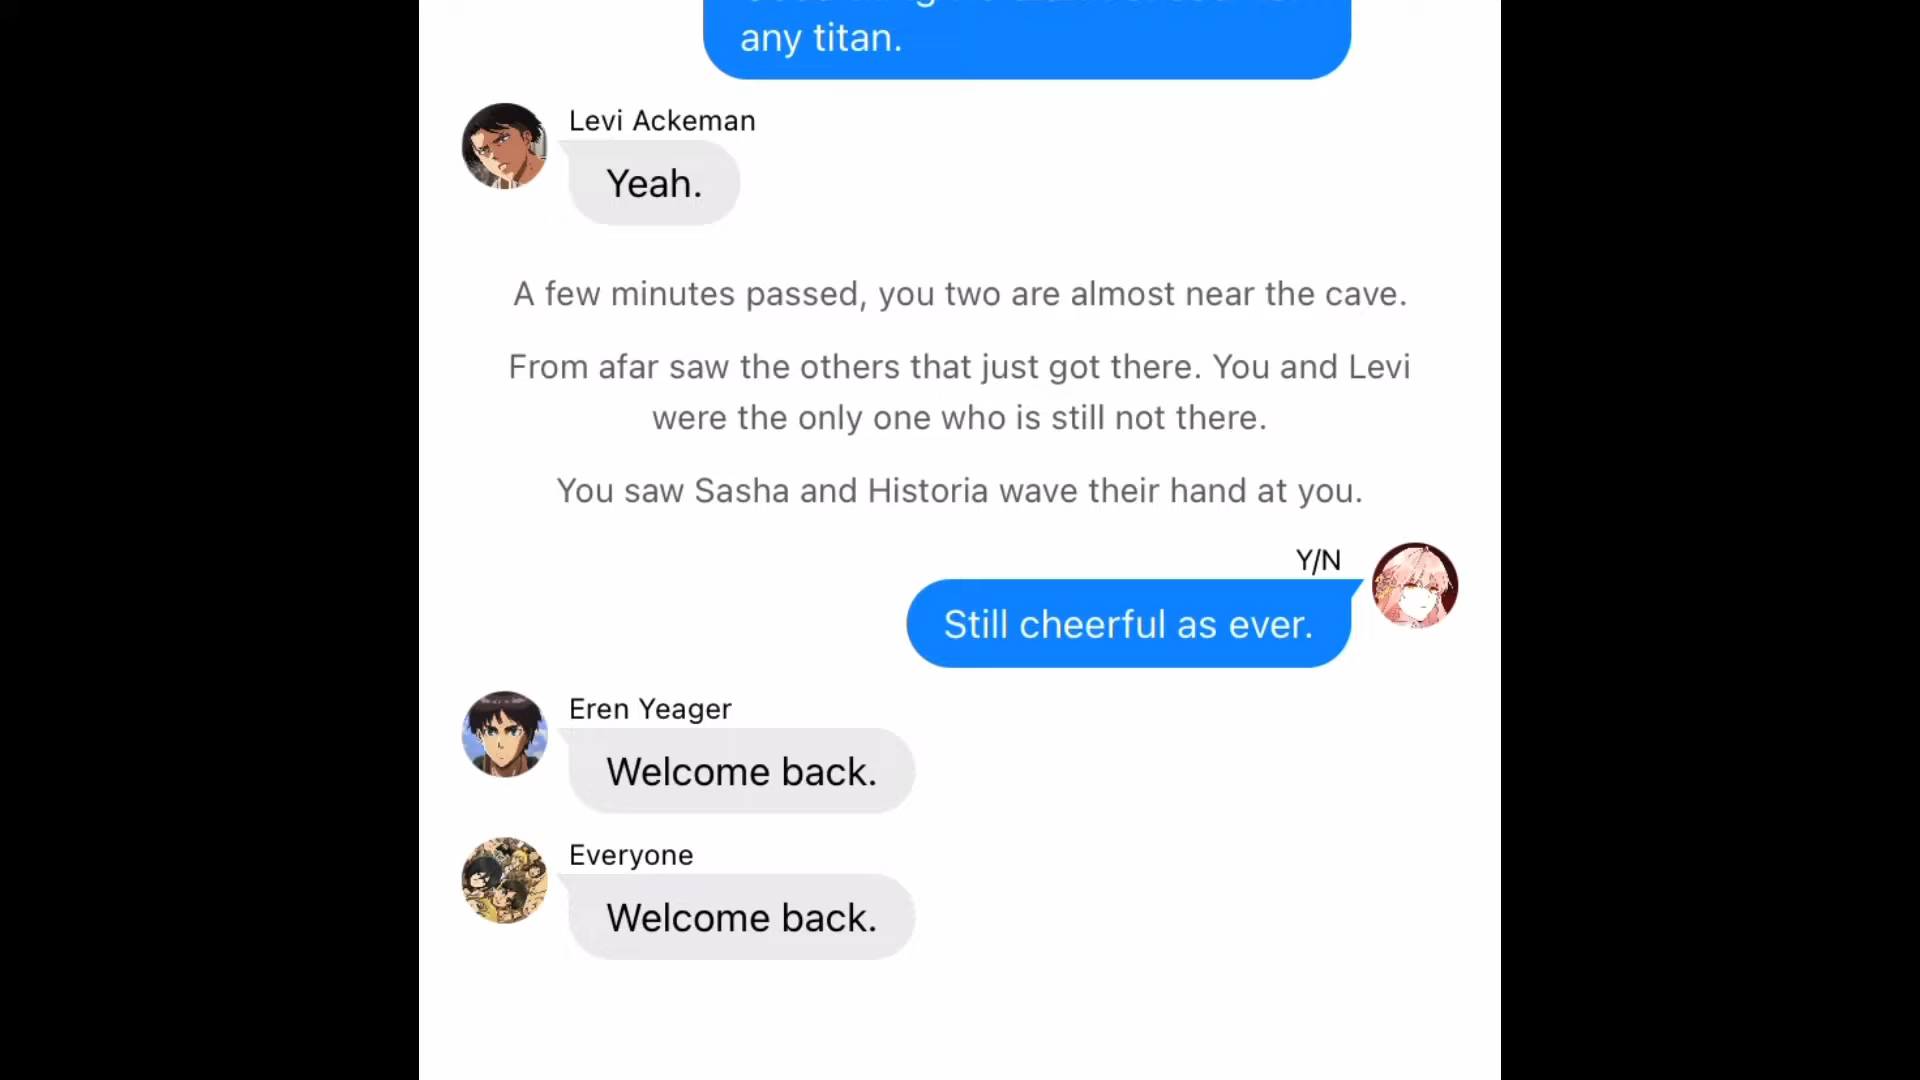 any titan.
Levi Ackeman
Yeah.
A few minutes passed, you two are almost near the cave.
From afar saw the others that just got there. You and Levi
were the only one who is still not there.
You saw Sasha and Historia wave their hand at you.
Y/N
Still cheerful as ever.
Eren Yeager
Welcome back.
Everyone
Welcome back.